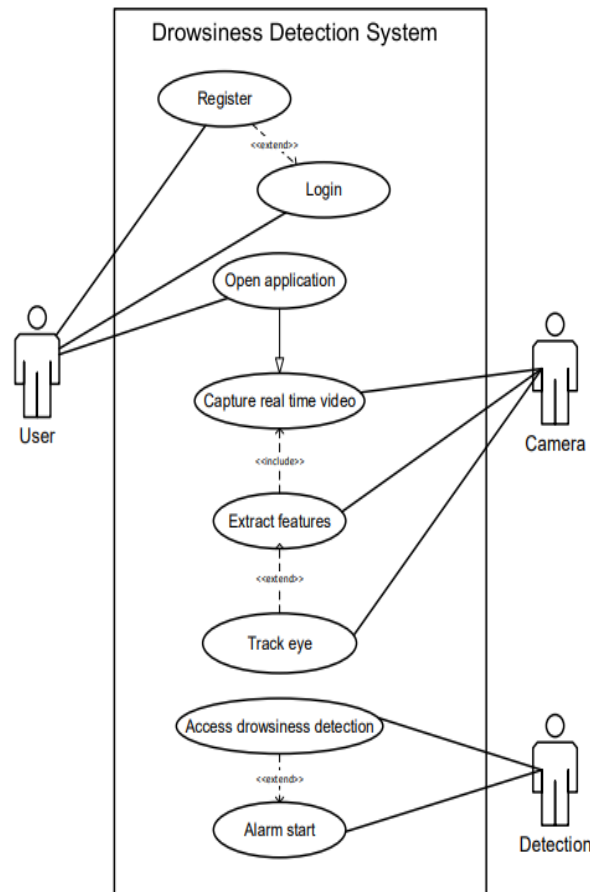 Drowsiness Detection System
Register
<<extend>>
Login
Open application
User
Capture real time video
Camera
<<include>>
Extract features
<<extend>>
Track eye
Access drowsiness detection
<<extend>>
Alarm start
Detection